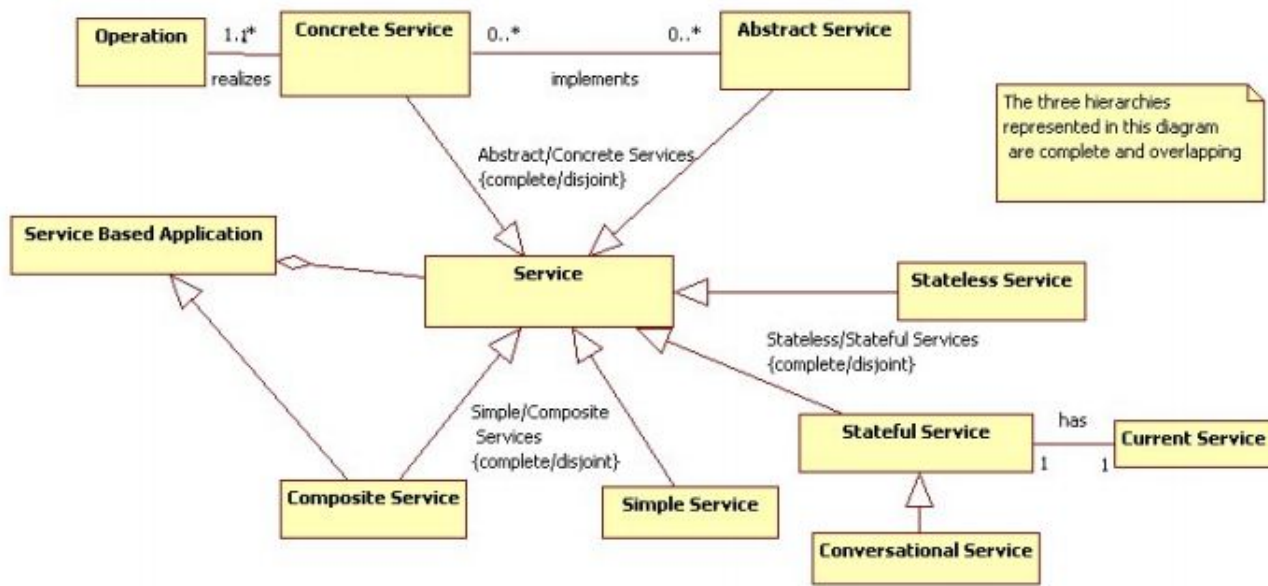 Operation
1..*
realizes
Concrete Service
0..*
implements
0..*
Abstract Service
The three hierarchies
represented in this diagram
are complete and overlapping
Abstract/Concrete Services
{complete/disjoint}
Service Based Application
Service
Stateless Service
Stateless/Stateful Services
{complete/disjoint}
Simple/Composite
Services
{complete/disjoint}
Stateful Service
1
has
1
Current Service
Composite Service
Simple Service
Conversational Service